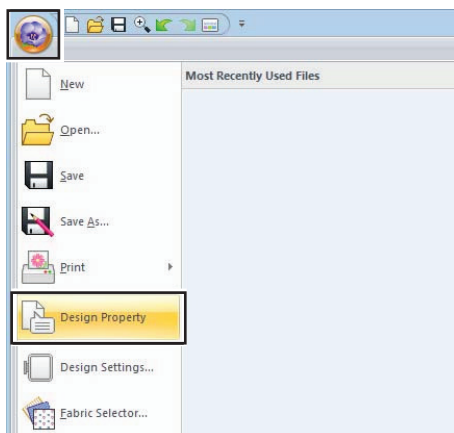 Most Recently Used Files
New
Open...
Save
Save As...
Print
Design Property
Design Settings...
Fabric Selector...